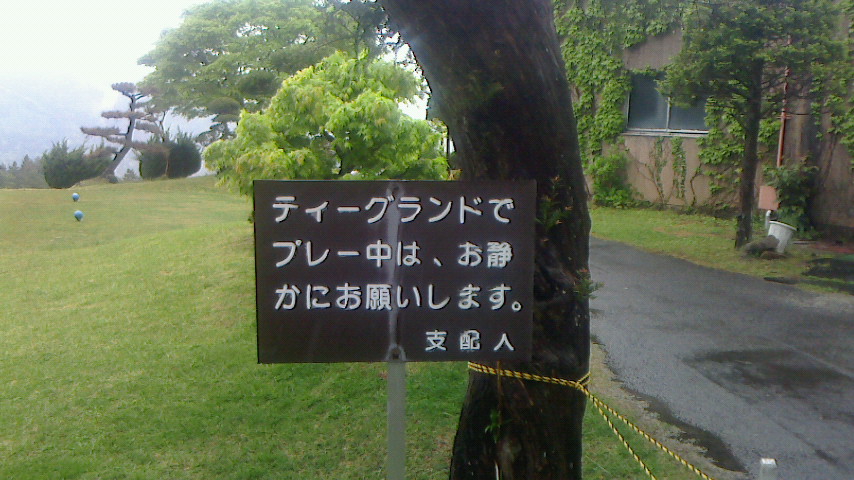 ティーグランドで
プレー中は、お静
かにお願いします。
支配人